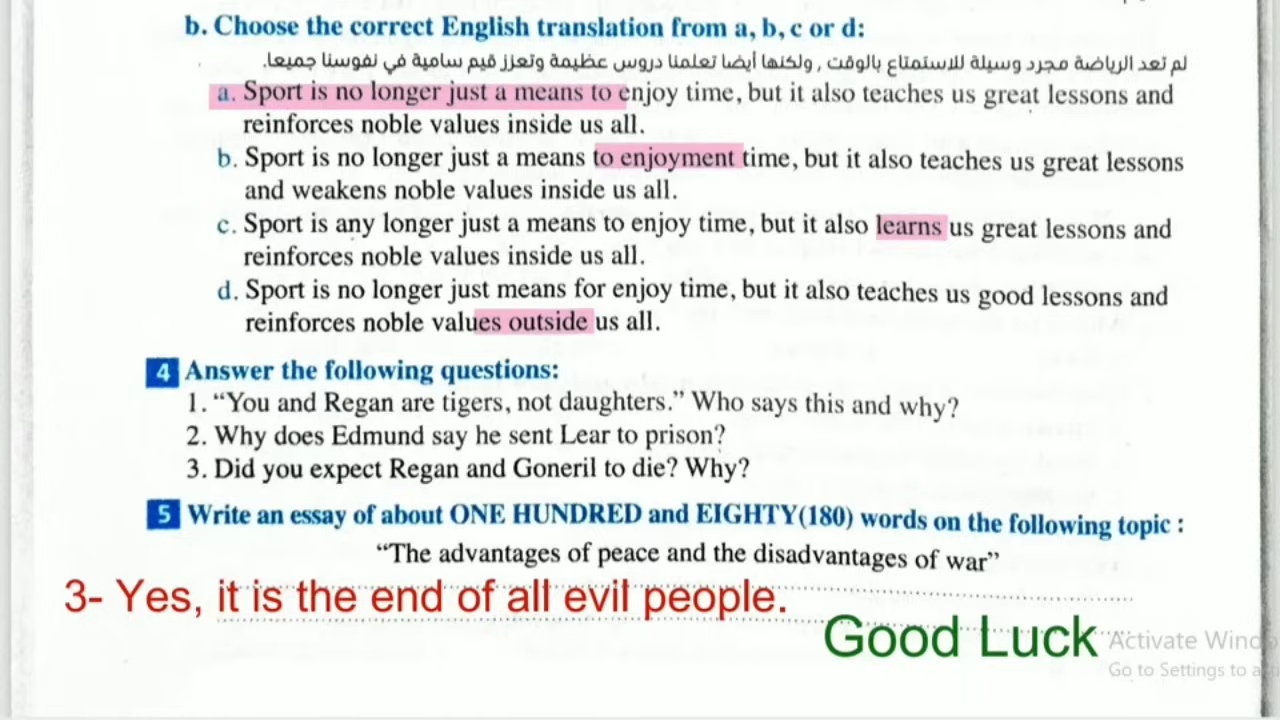 b. Choose the correct English translation from a, b, c or d:
لم تعد الرياضة مجرد وسيلة للاستمتاع بالوقت , ولكنها أيضا تعلمنا دروس عظيمة وتعزز قيم سامية في نفوسنا جميعا.
a. Sport is no longer just a means to enjoy time, but it also teaches us great lessons and
reinforces noble values inside us all.
b. Sport is no longer just a means to enjoyment time, but it also teaches us great lessons
and weakens noble values inside us all.
c. Sport is any longer just a means to enjoy time, but it also learns us great lessons and
reinforces noble values inside us all.
d. Sport is no longer just means for enjoy time, but it also teaches us good lessons and
reinforces noble values outside us all.
4 Answer the following questions:
1. “You and Regan are tigers, not daughters.” Who says this and why?
2. Why does Edmund say he sent Lear to prison?
3. Did you expect Regan and Goneril to die? Why?
5 Write an essay of about ONE HUNDRED and EIGHTY(180) words on the following topic :
“The advantages of peace and the disadvantages of war”
3- Yes, it is the end of all evil people.
Good Luck
Activate Windo
Go to Settings to a